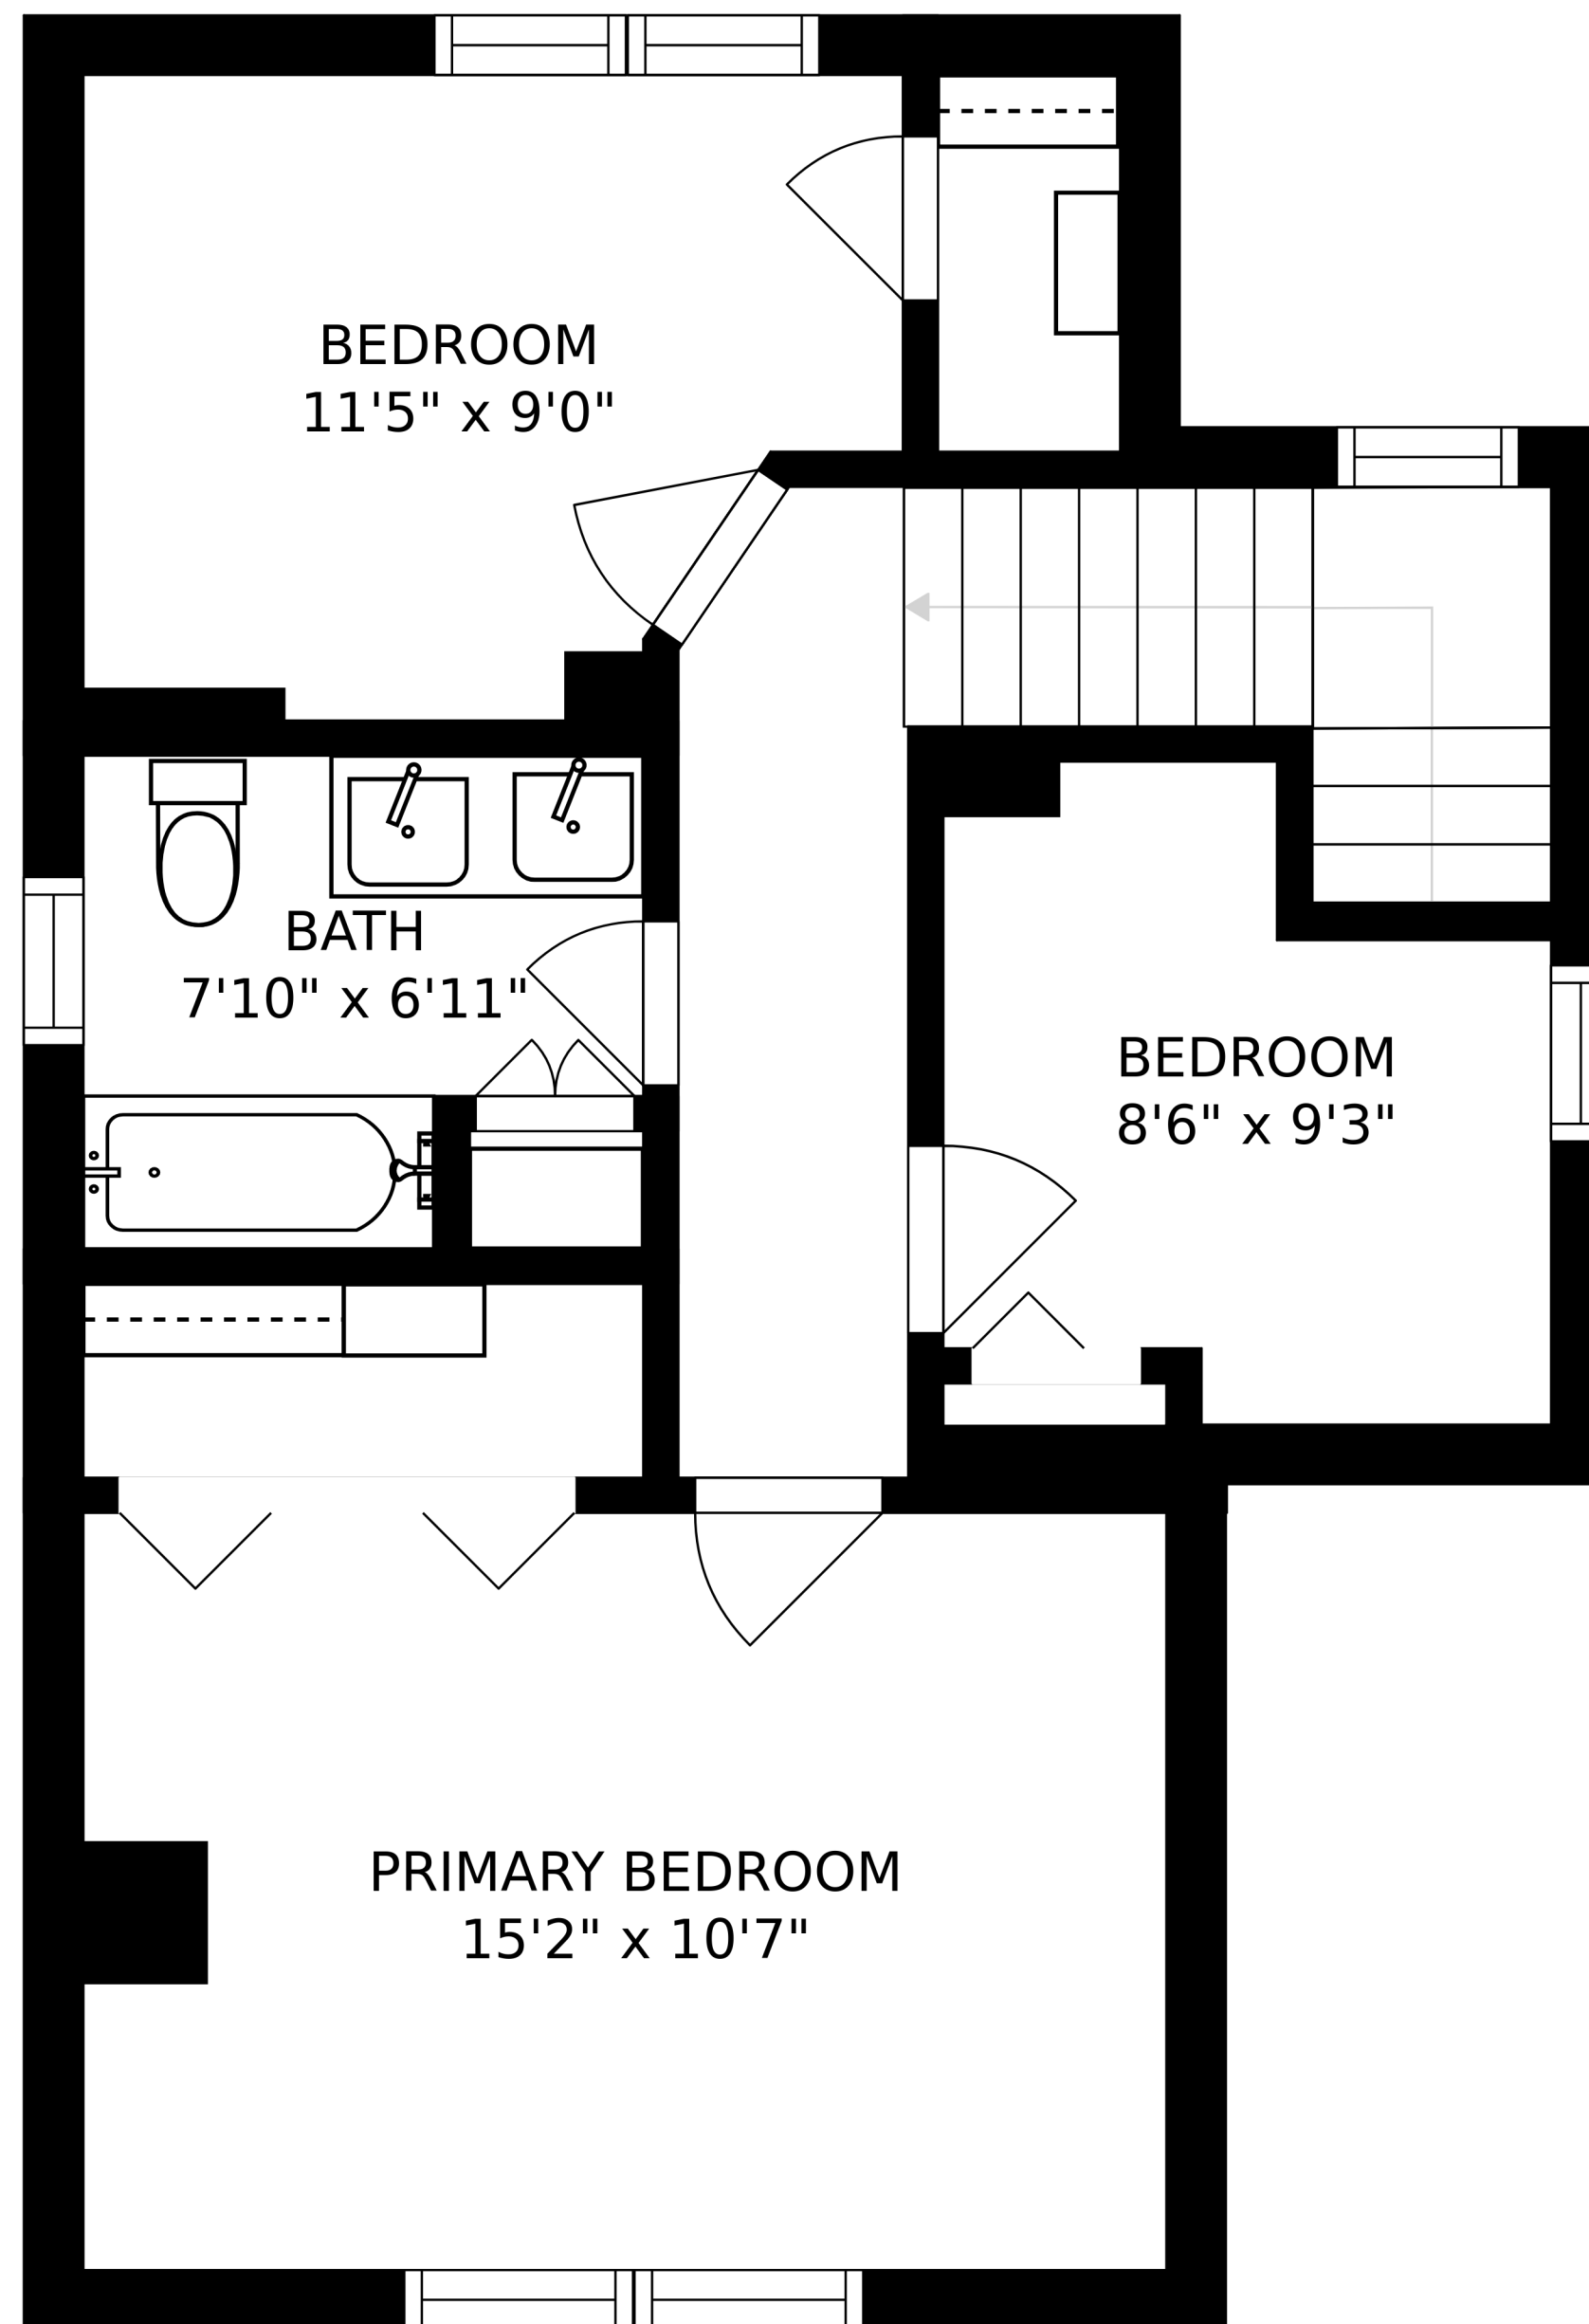 BEDROOM
11'5" x 9'0"
BATH
7'10" x 6'11"
BEDROOM
8'6" x 9'3"
PRIMARY BEDROOM
15'2" x 10'7"